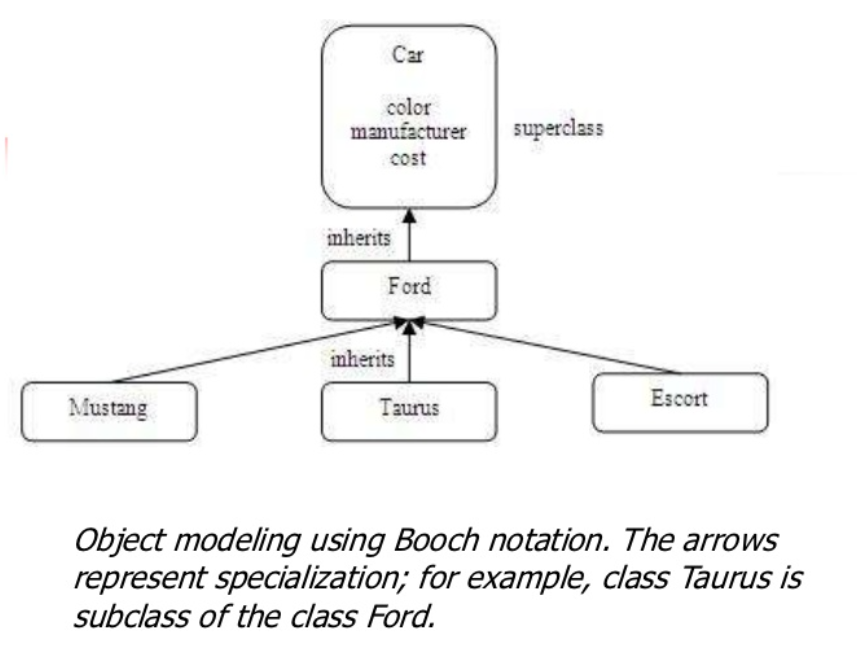 Car
color
manufacturer
cost
superclass
inherits
Ford
inherits
Mustang
Taurus
Escort
Object modeling using Booch notation. The arrows
represent specialization; for example, class Taurus is
subclass of the class Ford.